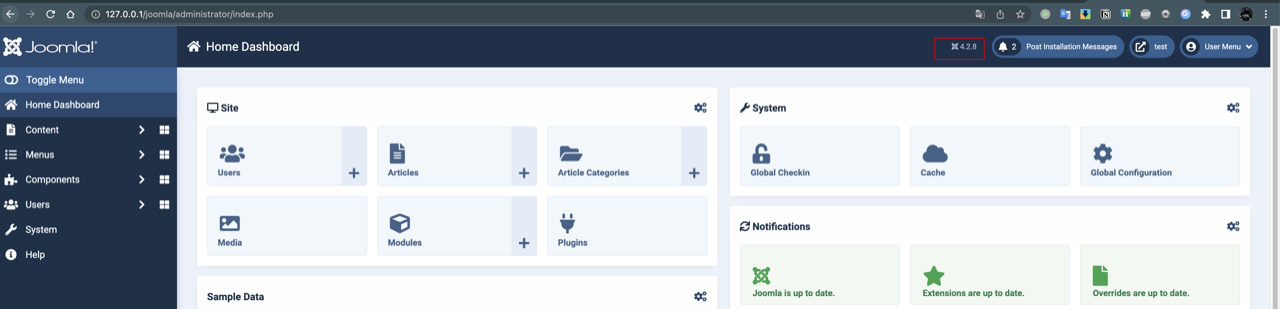 127.0.0.1/joomla/administrator/index.php
Joomla!®
Home Dashboard
4.2.8
2
Post Installation Messages
test
User Menu
Toggle Menu
Home Dashboard
Content
Menus
Components
Users
System
Help
Site
Users
Articles
Article Categories
Media
Modules
Plugins
Sample Data
System
Global Checkin
Cache
Global Configuration
Notifications
Joomla is up to date.
Extensions are up to date.
Overrides are up to date.